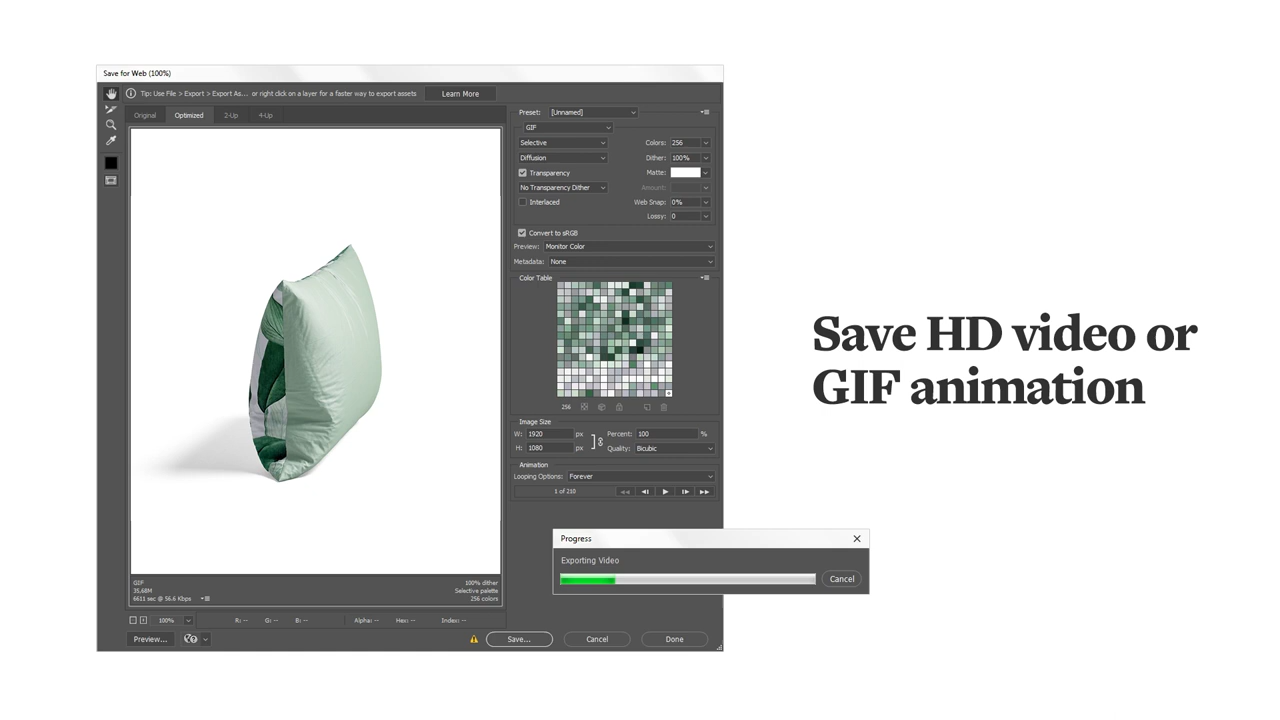 Save for Web (100%)
Tip: Use File > Export > Export As... or right click on a layer for a faster way to export assets
Learn More
Original
Optimized
2-Up
4-Up
Preset: [Unnamed]
GIF
Selective
Colors: 256
Diffusion
Dither: 100%
Transparency
Matte:
No Transparency Dither
Amount:
Interlaced
Web Snap: 0%
Lossy: 0
Convert to sRGB
Preview: Monitor Color
Metadata: None
Color Table
256
Image Size
W: 1920 px
Percent: 100 %
H: 1080 px
Quality: Bicubic
Animation
Looping Options: Forever
1 of 210
Save HD video or
GIF animation
Progress
Exporting Video
Cancel
GIF
35,68M
6611 sec @ 56.6 Kbps
100% dither
Selective palette
256 colors
100%
R: --
G: --
B: --
Alpha: --
Hex: --
Index: --
Preview...
Save...
Cancel
Done